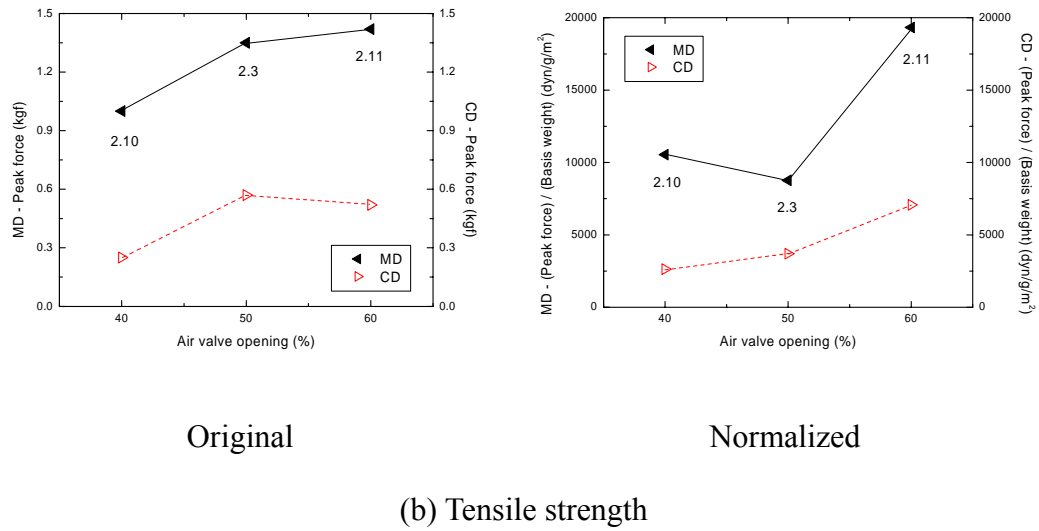 1.5
1.2
0.9
0.6
0.3
0.0
MD - Peak force (kgf)
2.10
2.3
2.11
MD
CD
40
50
60
Air valve opening (%)
1.5
1.2
0.9
0.6
0.3
0.0
CD - Peak force (kgf)
20000
15000
10000
5000
0
MD - (Peak force) / (Basis weight) (dyn/g/m²)
MD
CD
2.10
2.3
2.11
40
50
60
Air valve opening (%)
20000
15000
10000
5000
0
CD - (Peak force) / (Basis weight) (dyn/g/m²)
Original
Normalized
(b) Tensile strength